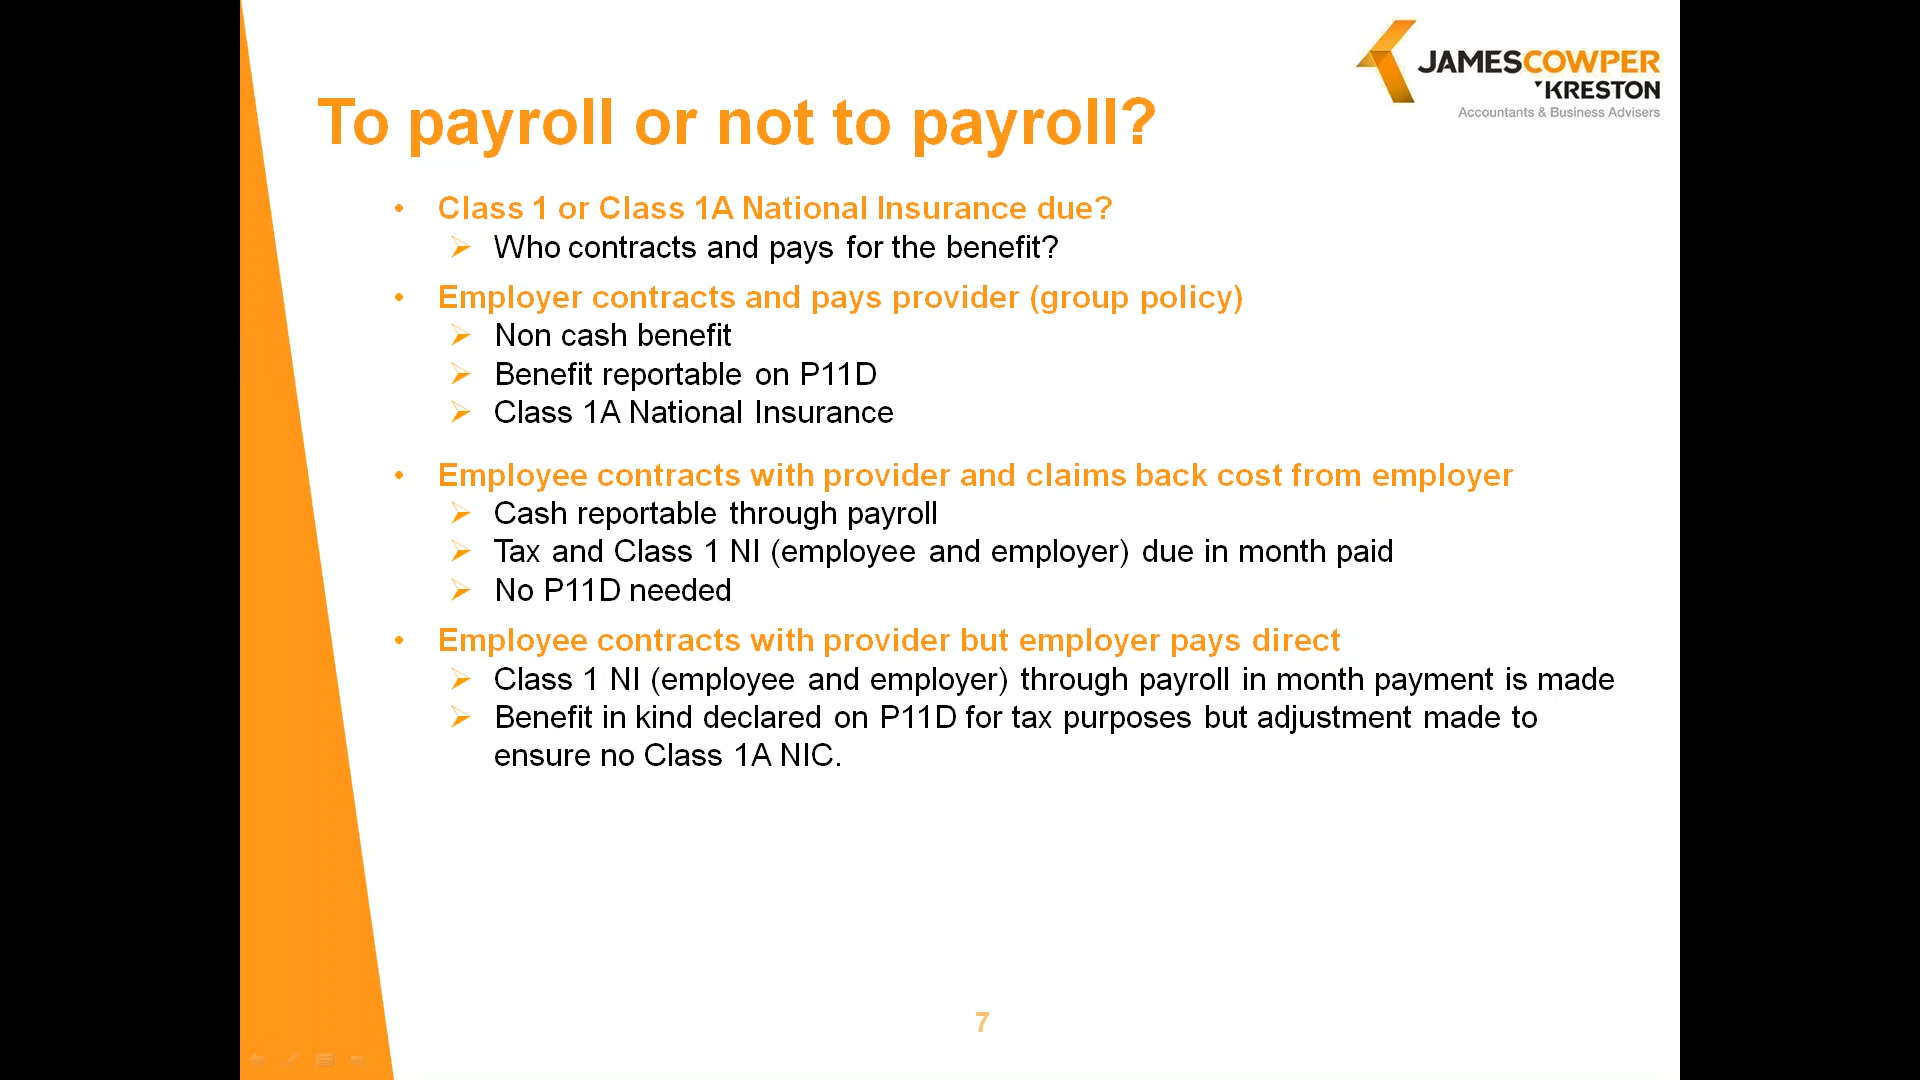 JAMESCOWPER
KRESTON
Accountants & Business Advisers
To payroll or not to payroll?
• Class 1 or Class 1A National Insurance due?
➢ Who contracts and pays for the benefit?
• Employer contracts and pays provider (group policy)
➢ Non cash benefit
➢ Benefit reportable on P11D
➢ Class 1A National Insurance
• Employee contracts with provider and claims back cost from employer
➢ Cash reportable through payroll
➢ Tax and Class 1 NI (employee and employer) due in month paid
➢ No P11D needed
• Employee contracts with provider but employer pays direct
➢ Class 1 NI (employee and employer) through payroll in month payment is made
➢ Benefit in kind declared on P11D for tax purposes but adjustment made to
ensure no Class 1A NIC.
7